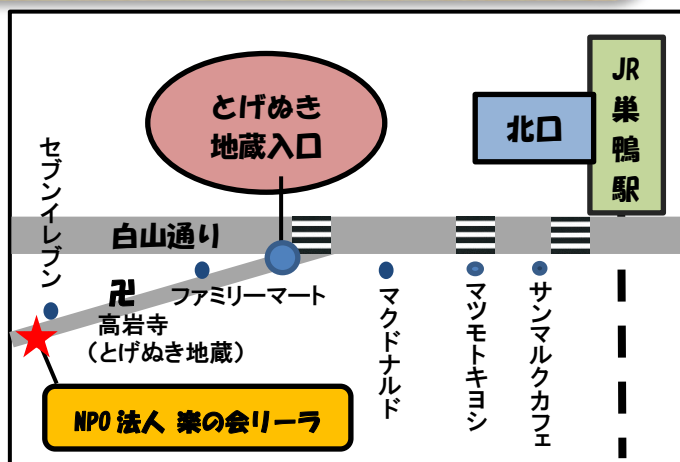 とげぬき
地蔵入口
北口
JR
巣
鴨
駅
セブンイレブン
白山通り
卍
ファミリーマート
高岩寺
（とげぬき地蔵）
マクドナルド
マツモトキヨシ
サンマルクカフェ
NPO法人 楽の会リーラ